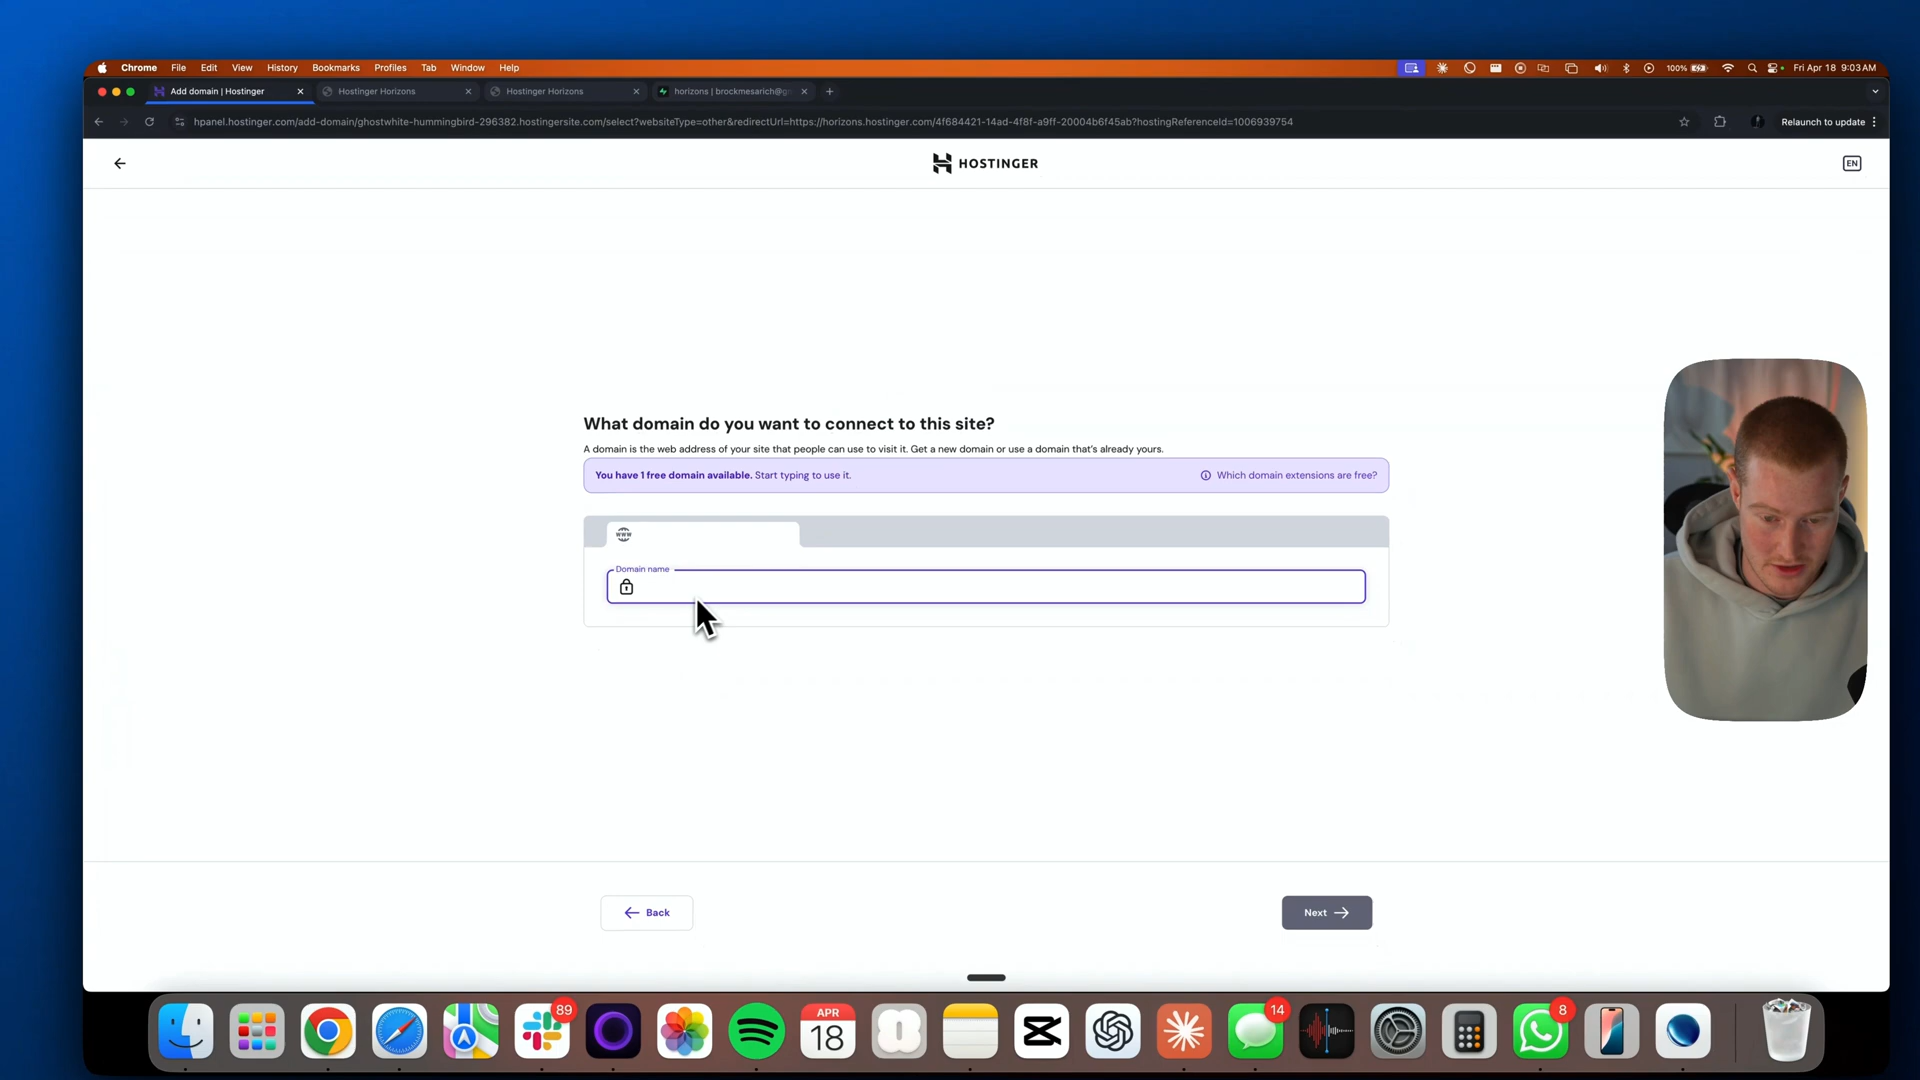 Chrome File Edit View History Bookmarks Profiles Tab Window Help
100% Fri Apr 18 9:03 AM
Add domain | Hostinger
Hostinger Horizons
Hostinger Horizons
horizons | brockmesarich@g
hpanel.hostinger.com/add-domain/ghostwhite-hummingbird-296382.hostingersite.com/select?websiteType=other&redirectUrl=https://horizons.hostinger.com/4f684421-14ad-4f8f-a9ff-20004b6f45ab?hostingReferenceId=1006939754
Relaunch to update
HOSTINGER
EN
What domain do you want to connect to this site?
A domain is the web address of your site that people can use to visit it. Get a new domain or use a domain that's already yours.
You have 1 free domain available. Start typing to use it.
Which domain extensions are free?
www
Domain name
Back
Next
89
APR
18
14
8